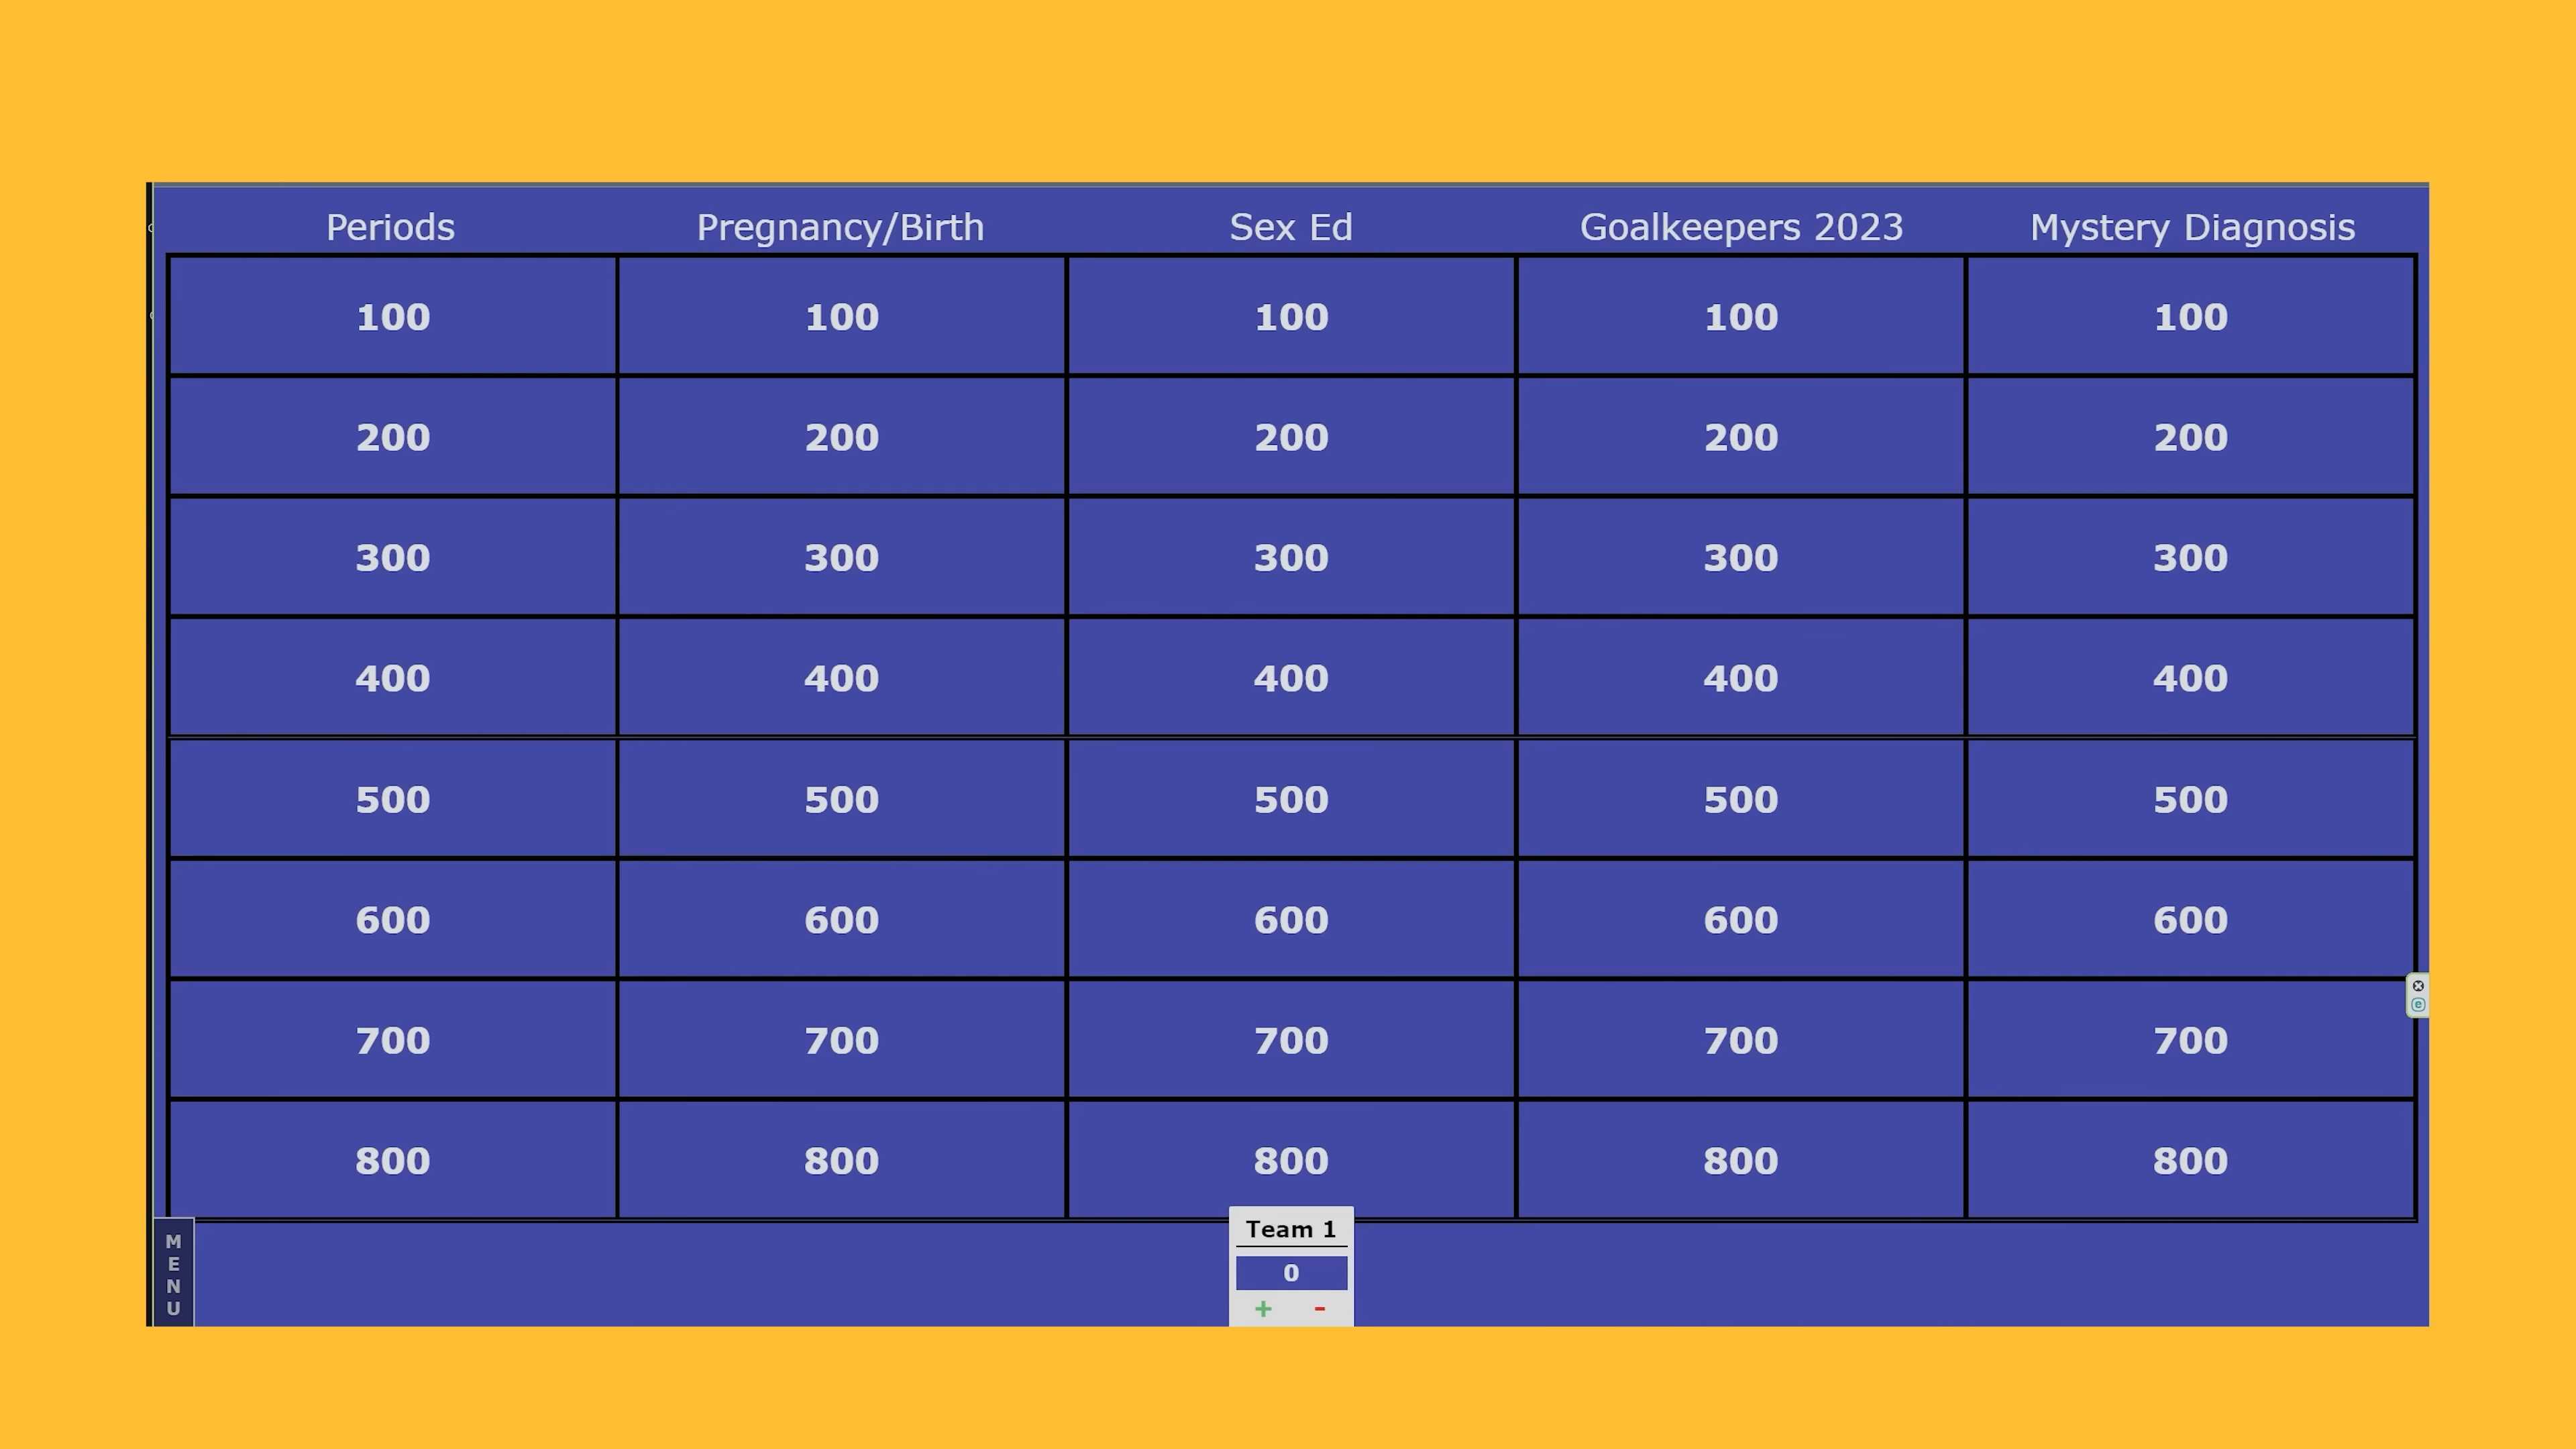 Periods Pregnancy/Birth Sex Ed Goalkeepers 2023 Mystery Diagnosis
100 100 100 100 100
200 200 200 200 200
300 300 300 300 300
400 400 400 400 400
500 500 500 500 500
600 600 600 600 600
700 700 700 700 700
800 800 800 800 800
MENU
Team 1
0
+ -